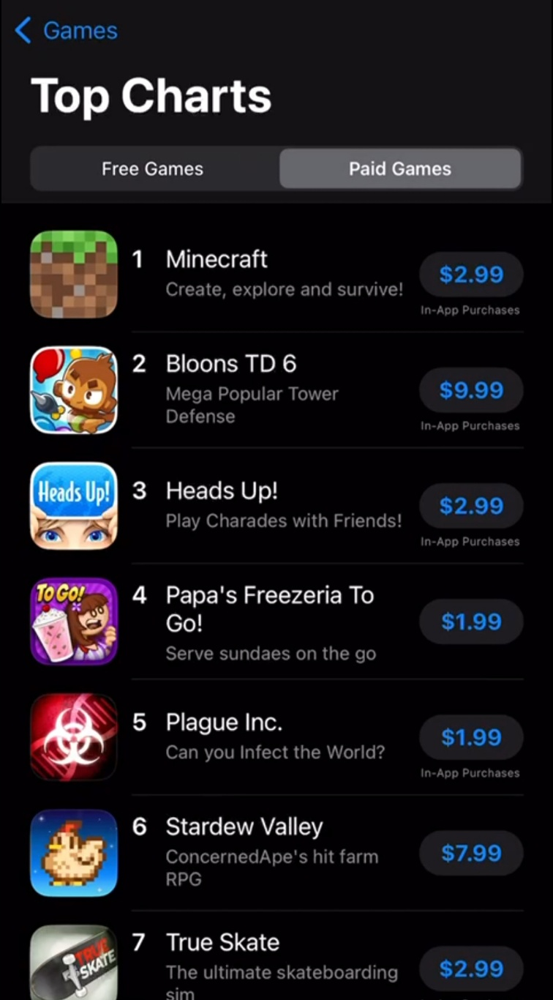 Games
Top Charts
Free Games
Paid Games
1 Minecraft
Create, explore and survive!
$2.99
In-App Purchases
2 Bloons TD 6
Mega Popular Tower
Defense
$9.99
In-App Purchases
Heads Up!
3 Heads Up!
Play Charades with Friends!
$2.99
In-App Purchases
TO GO!
4 Papa's Freezeria To
Go!
Serve sundaes on the go
$1.99
5 Plague Inc.
Can you Infect the World?
$1.99
In-App Purchases
6 Stardew Valley
ConcernedApe's hit farm
RPG
$7.99
TRUE
SKATE
7 True Skate
The ultimate skateboarding
sim
$2.99